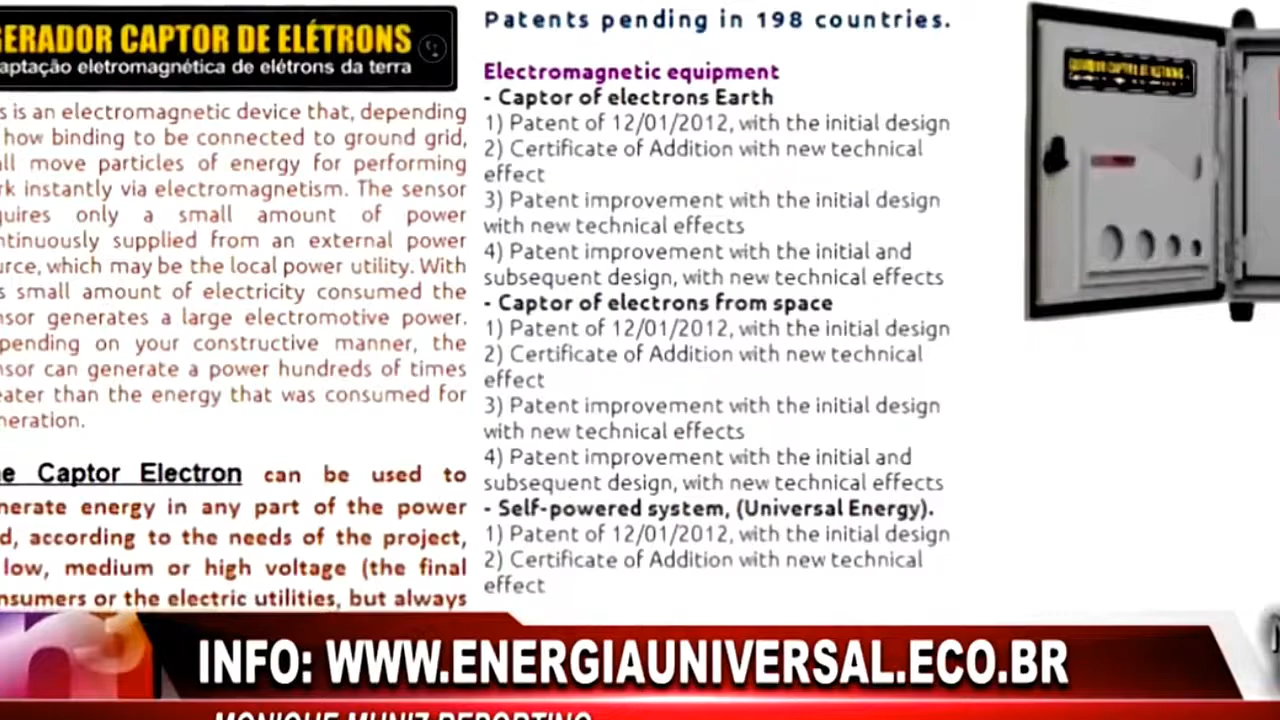 GERADOR CAPTOR DE ELÉTRONS
aptação eletromagnética de elétrons da terra
s is an electromagnetic device that, depending
how binding to be connected to ground grid,
ll move particles of energy for performing
rk instantly via electromagnetism. The sensor
quires only a small amount of power
ntinuously supplied from an external power
urce, which may be the local power utility. With
s small amount of electricity consumed the
nsor generates a large electromotive power.
pending on your constructive manner, the
nsor can generate a power hundreds of times
eater than the energy that was consumed for
neration.
e Captor Electron can be used to
nerate energy in any part of the power
d, according to the needs of the project,
low, medium or high voltage (the final
nsumers or the electric utilities, but always
Patents pending in 198 countries.
Electromagnetic equipment
- Captor of electrons Earth
1) Patent of 12/01/2012, with the initial design
2) Certificate of Addition with new technical
effect
3) Patent improvement with the initial design
with new technical effects
4) Patent improvement with the initial and
subsequent design, with new technical effects
- Captor of electrons from space
1) Patent of 12/01/2012, with the initial design
2) Certificate of Addition with new technical
effect
3) Patent improvement with the initial design
with new technical effects
4) Patent improvement with the initial and
subsequent design, with new technical effects
- Self-powered system, (Universal Energy).
1) Patent of 12/01/2012, with the initial design
2) Certificate of Addition with new technical
effect
GERADOR CAPTOR DE ELÉTRONS
INFO: WWW.ENERGIAUNIVERSAL.ECO.BR
MONIQUE MUNIZ REPORTING